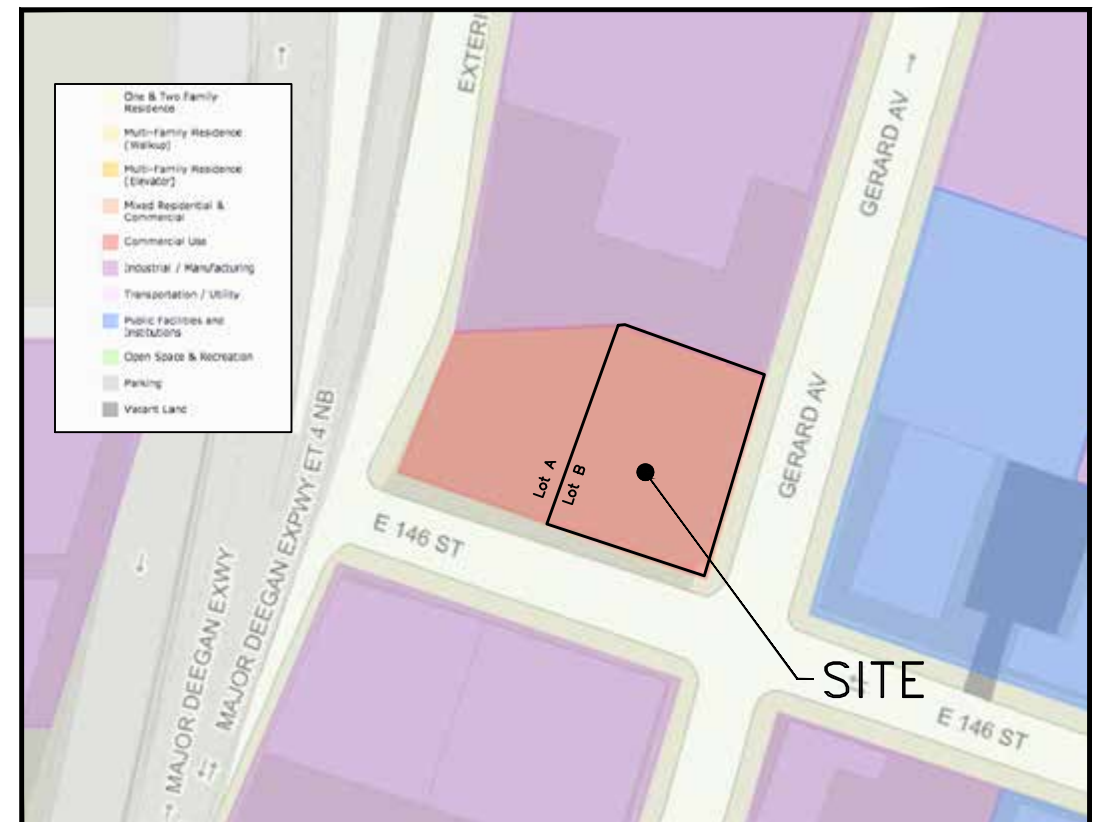 EXTERI
GERARD AV
One & Two Family
Residence
Multi-Family Residence
(Walkup)
Multi-Family Residence
(Elevator)
Mixed Residential &
Commercial
Commercial Use
Industrial / Manufacturing
Transportation / Utility
Public Facilities and
Institutions
Open Space & Recreation
Parking
Vacant Land
GERARD AV
Lot A
Lot B
E 146 ST
MAJOR DEEGAN EXPWY ET 4 NB
MAJOR DEEGAN EXWY
SITE
E 146 ST